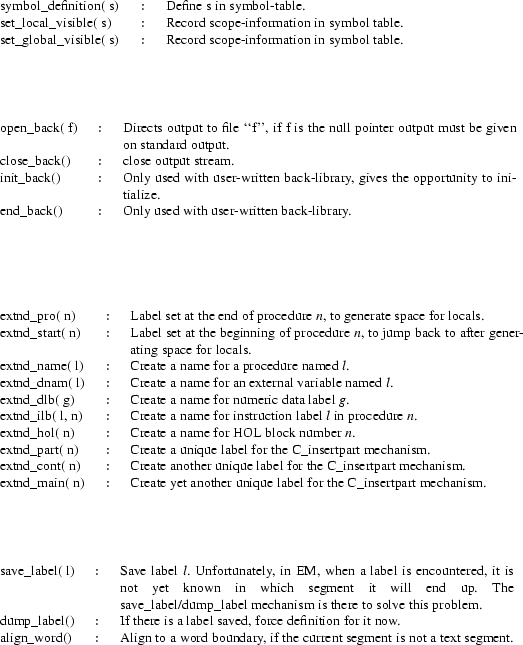 symbol_definition( s) : Define s in symbol-table.
set_local_visible( s) : Record scope-information in symbol table.
set_global_visible( s) : Record scope-information in symbol table.
open_back( f) : Directs output to file ‘‘f’’, if f is the null pointer output must be given
on standard output.
close_back() : close output stream.
init_back() : Only used with user-written back-library, gives the opportunity to ini-
tialize.
end_back() : Only used with user-written back-library.
extnd_pro( n) : Label set at the end of procedure n, to generate space for locals.
extnd_start( n) : Label set at the beginning of procedure n, to jump back to after gener-
ating space for locals.
extnd_name( l) : Create a name for a procedure named l.
extnd_dnam( l) : Create a name for an external variable named l.
extnd_dlb( g) : Create a name for numeric data label g.
extnd_ilb( l, n) : Create a name for instruction label l in procedure n.
extnd_hol( n) : Create a name for HOL block number n.
extnd_part( n) : Create a unique label for the C_insertpart mechanism.
extnd_cont( n) : Create another unique label for the C_insertpart mechanism.
extnd_main( n) : Create yet another unique label for the C_insertpart mechanism.
save_label( l) : Save label l. Unfortunately, in EM, when a label is encountered, it is
not yet known in which segment it will end up. The
save_label/dump_label mechanism is there to solve this problem.
dump_label() : If there is a label saved, force definition for it now.
align_word() : Align to a word boundary, if the current segment is not a text segment.